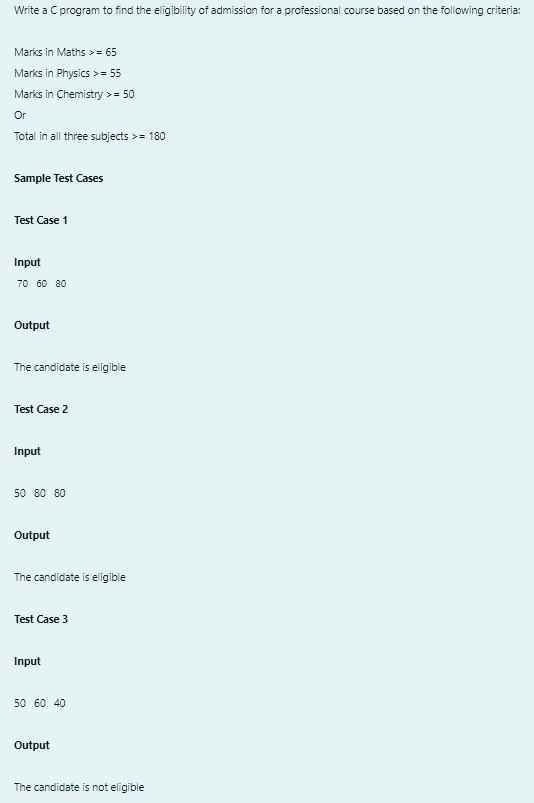 Write a C program to find the eligibility of admission for a professional course based on the following criteria:
Marks in Maths >= 65
Marks in Physics >= 55
Marks in Chemistry >= 50
Or
Total in all three subjects >= 180
Sample Test Cases
Test Case 1
Input
70 60 80
Output
The candidate is eligible
Test Case 2
Input
50 80 80
Output
The candidate is eligible
Test Case 3
Input
50 60 40
Output
The candidate is not eligible